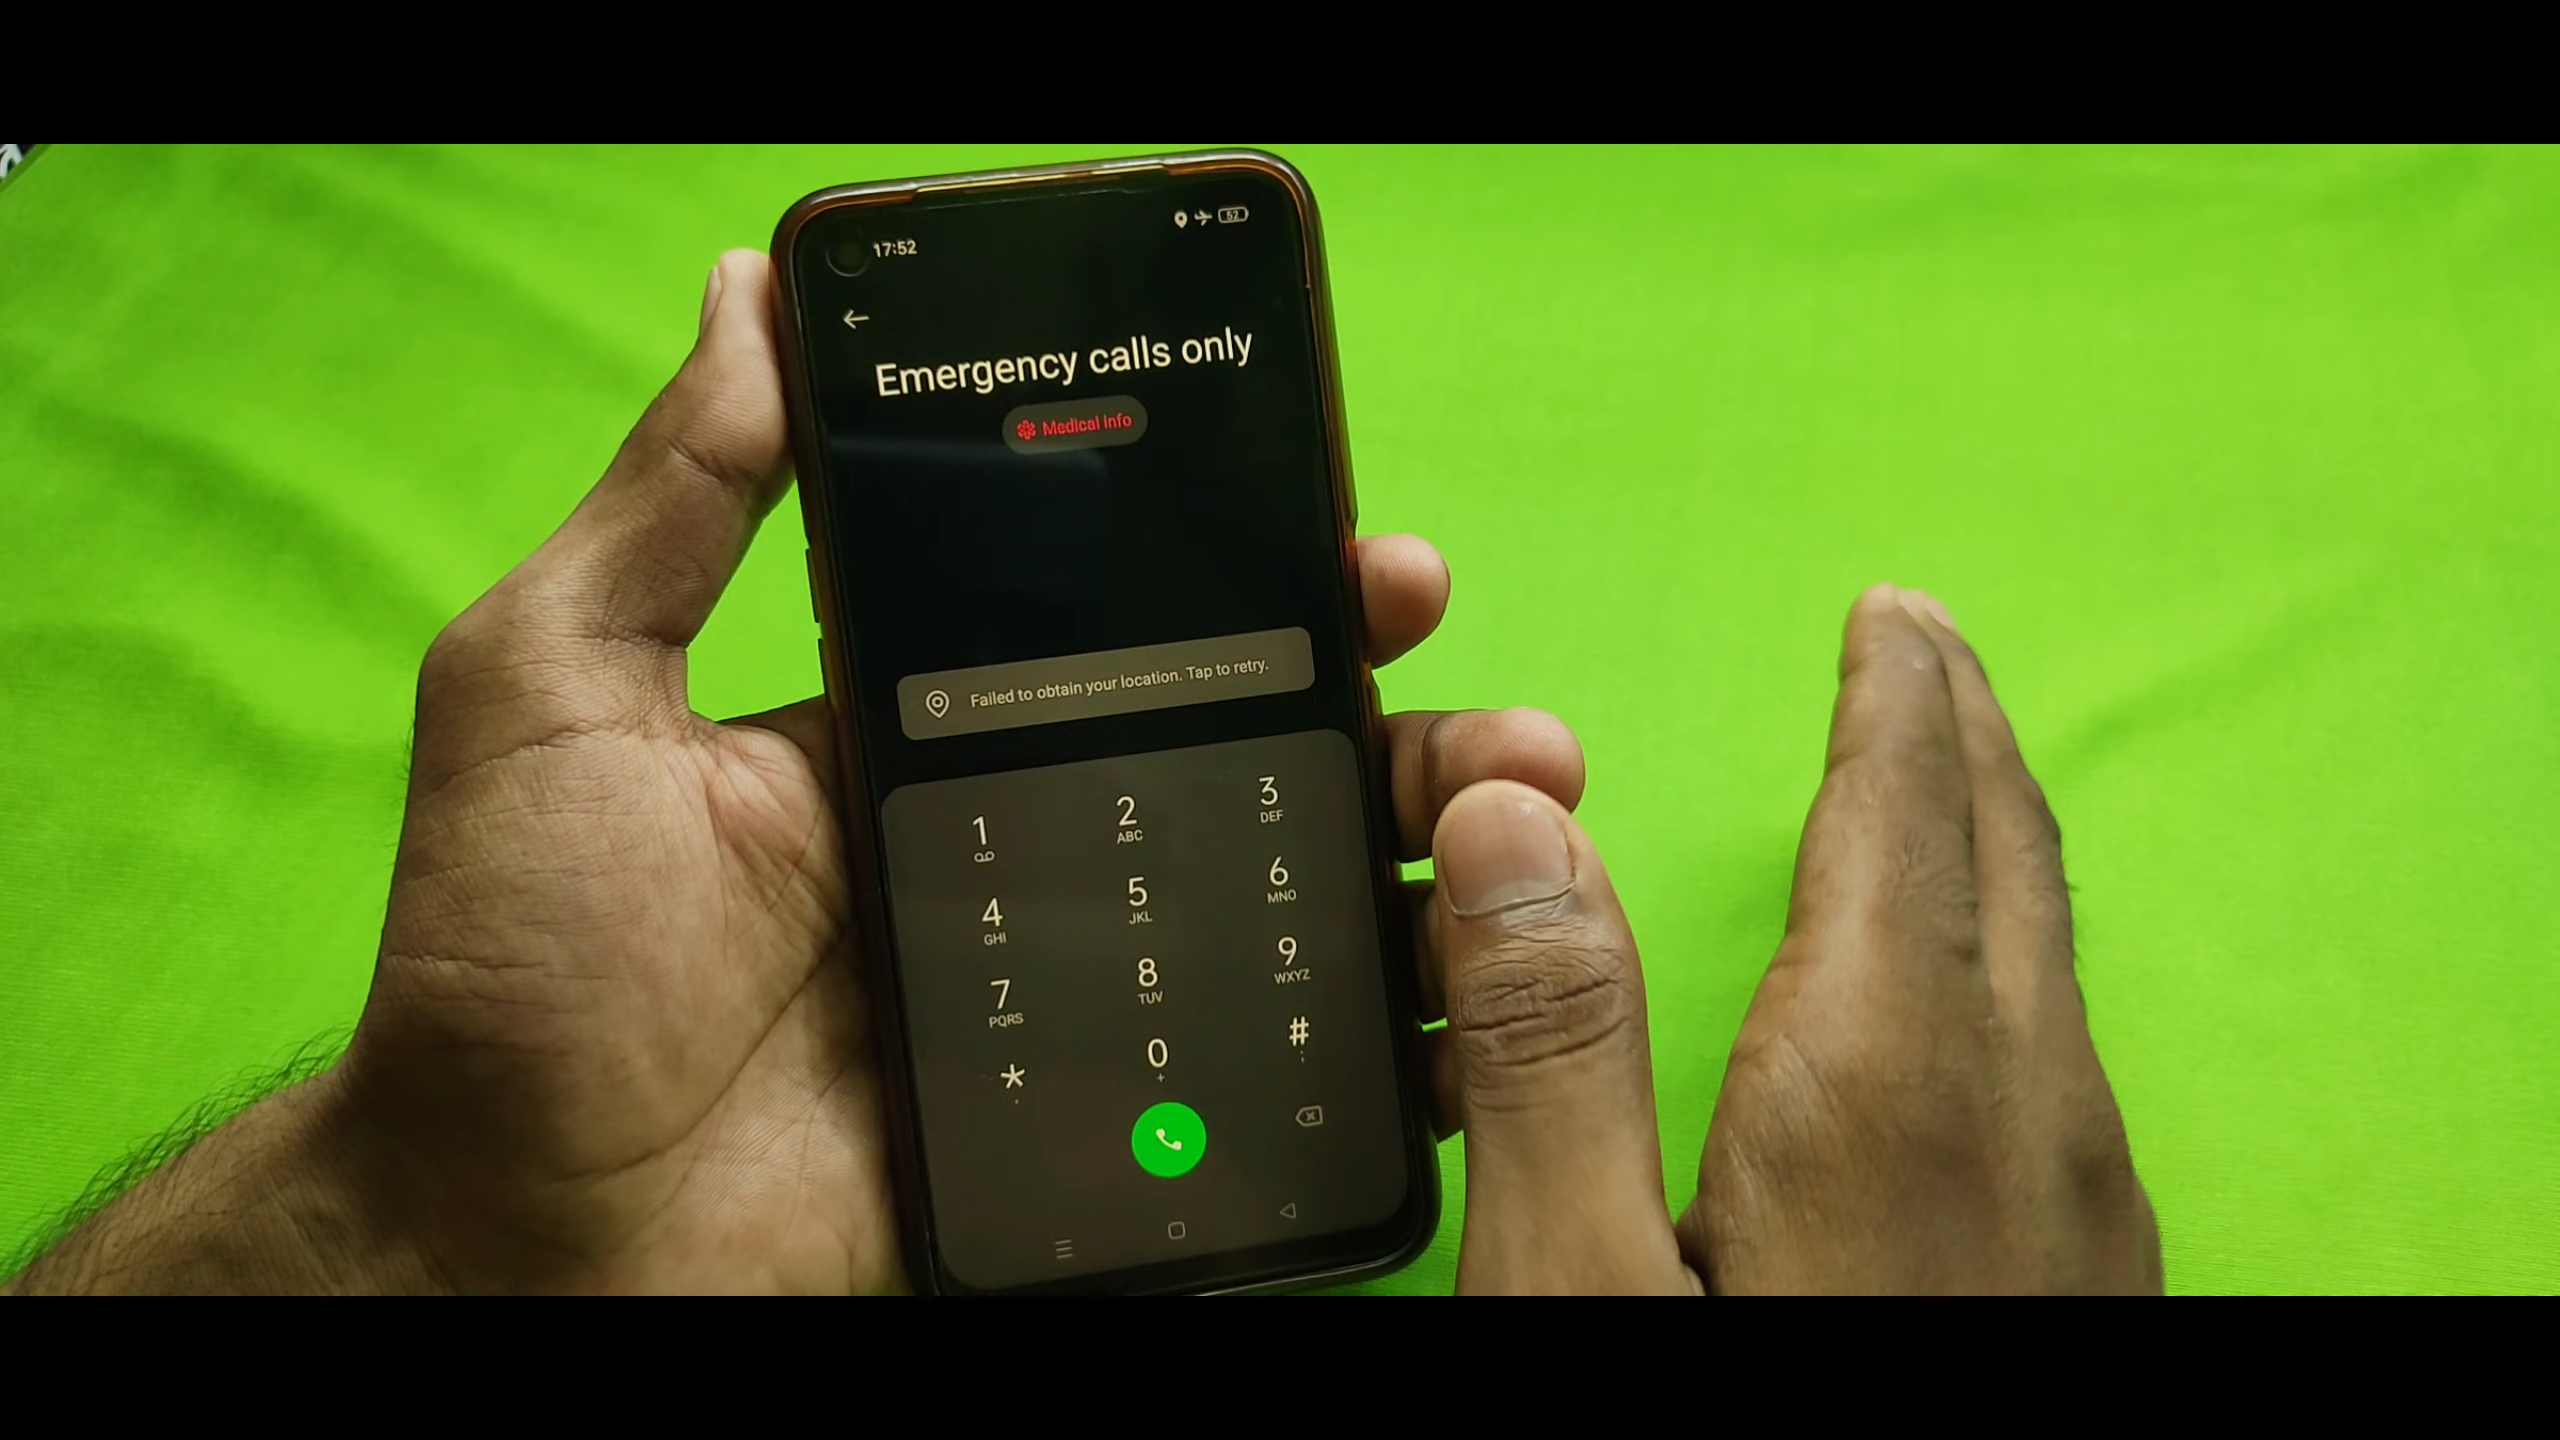 17:52
52
Emergency calls only
Medical info
Failed to obtain your location. Tap to retry.
1 2 3
ABC DEF
4 5 6
GHI JKL MNO
7 8 9
PQRS TUV WXYZ
* 0 #
, + ;